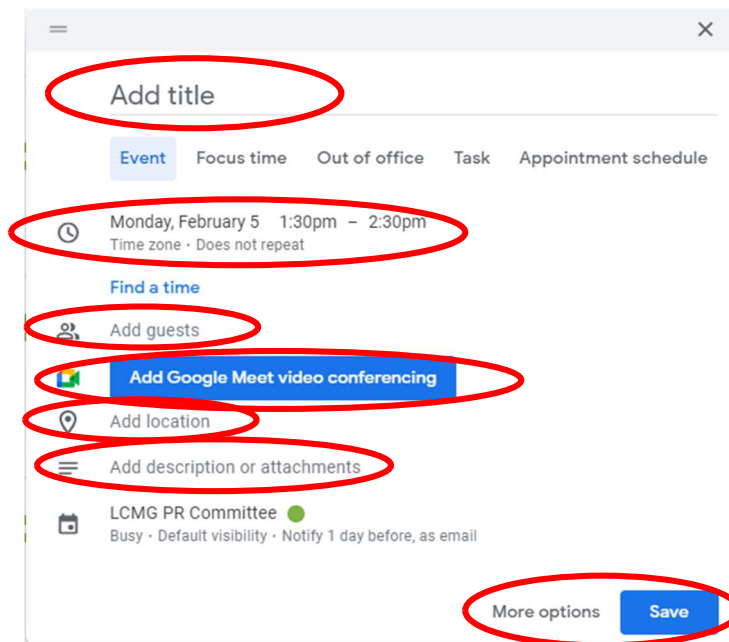 Add title
Event Focus time Out of office Task Appointment schedule
Monday, February 5 1:30pm – 2:30pm
Time zone · Does not repeat
Find a time
Add guests
Add Google Meet video conferencing
Add location
Add description or attachments
LCMG PR Committee
Busy · Default visibility · Notify 1 day before, as email
More options Save